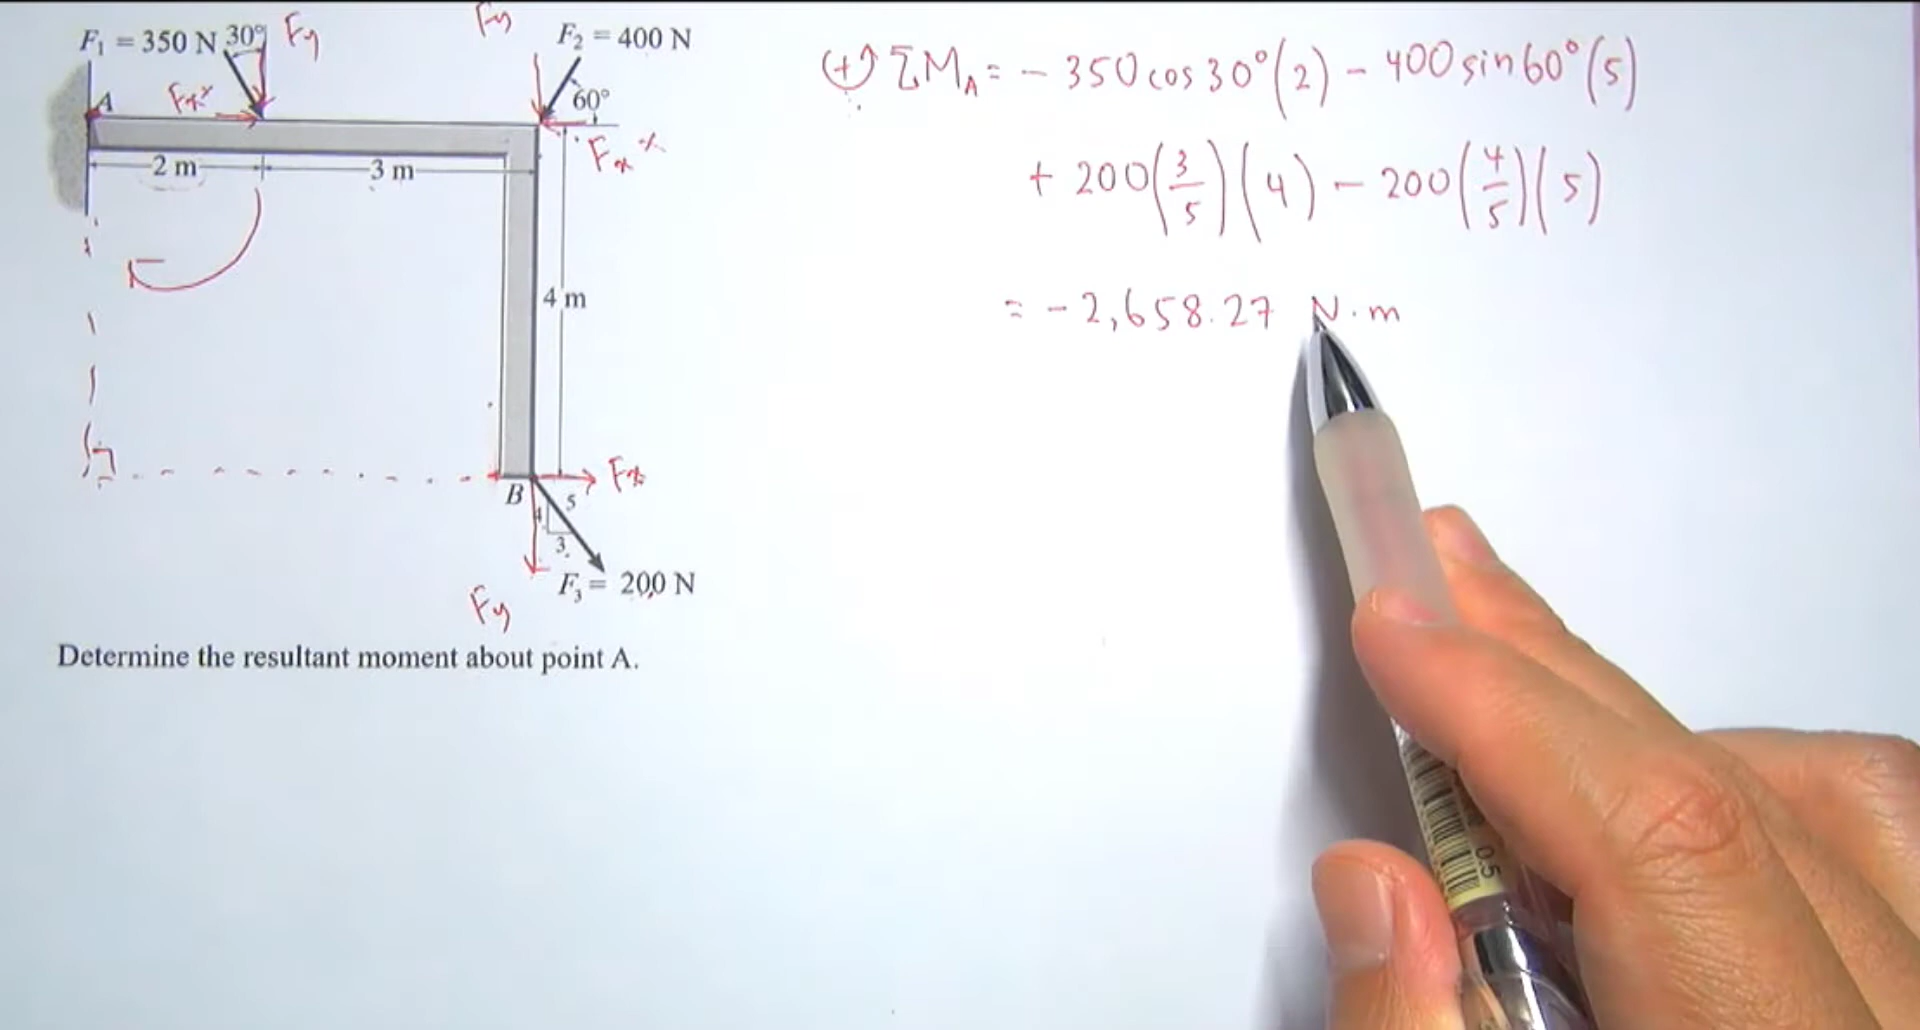 F₁ = 350 N 30° Fy
Fy
F₂ = 400 N
A Fx x
60°
Fx x
2 m
3 m
4 m
B
Fx
5
4
3
F₃ = 200 N
Fy
Determine the resultant moment about point A.
(+) ΣM_A = - 350 cos 30° (2) - 400 sin 60° (5)
+ 200 (3/5) (4) - 200 (4/5) (5)
= - 2,658.27 N·m
0.5